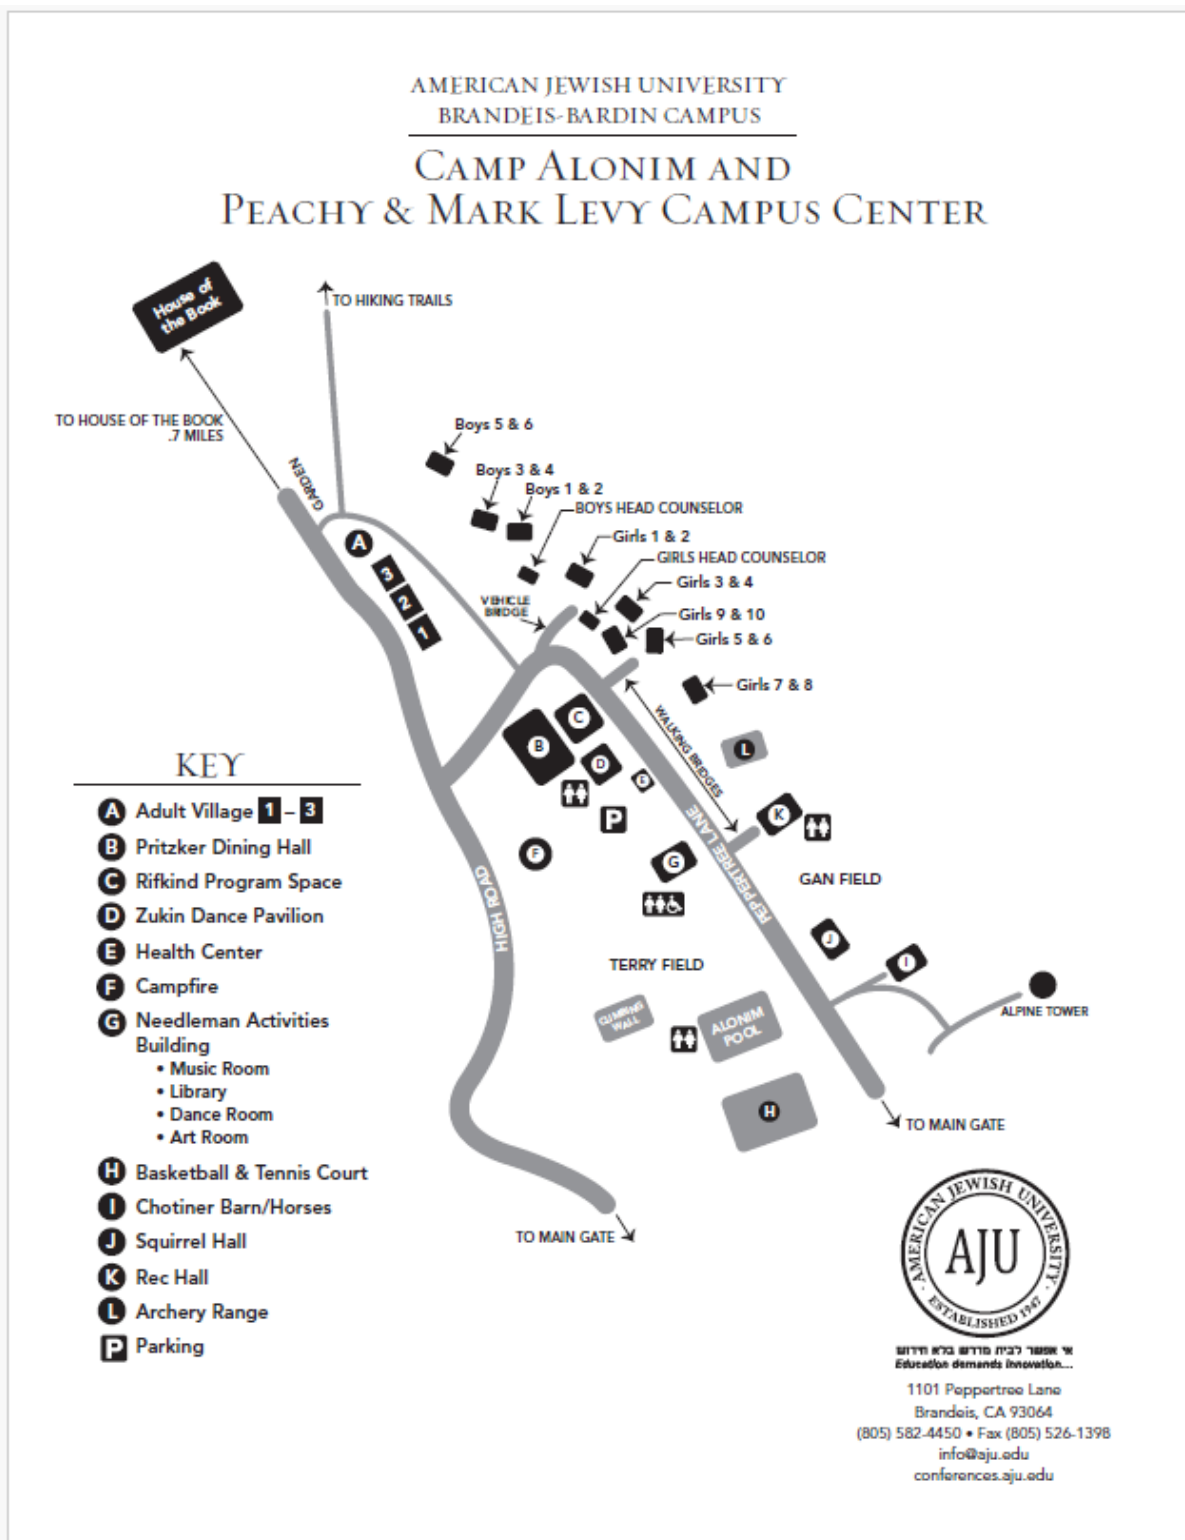 AMERICAN JEWISH UNIVERSITY
BRANDEIS-BARDIN CAMPUS
CAMP ALONIM AND
PEACHY & MARK LEVY CAMPUS CENTER
House of
the Book
TO HIKING TRAILS
TO HOUSE OF THE BOOK
.7 MILES
GARDEN
Boys 5 & 6
Boys 3 & 4
Boys 1 & 2
BOYS HEAD COUNSELOR
Girls 1 & 2
GIRLS HEAD COUNSELOR
Girls 3 & 4
Girls 9 & 10
Girls 5 & 6
Girls 7 & 8
VEHICLE
BRIDGE
A
3
2
1
WALKING BRIDGES
C
B
D
E
L
K
P
F
G
PEPPERTREE LANE
HIGH ROAD
GAN FIELD
J
I
TERRY FIELD
CLIMBING
WALL
ALONIM
POOL
ALPINE TOWER
H
TO MAIN GATE
TO MAIN GATE
KEY
A Adult Village 1 – 3
B Pritzker Dining Hall
C Rifkind Program Space
D Zukin Dance Pavilion
E Health Center
F Campfire
G Needleman Activities
Building
• Music Room
• Library
• Dance Room
• Art Room
H Basketball & Tennis Court
I Chotiner Barn/Horses
J Squirrel Hall
K Rec Hall
L Archery Range
P Parking
AMERICAN JEWISH UNIVERSITY
AJU
ESTABLISHED 1947
אי אפשר לבית מדרש בלא חידוש
Education demands innovation...
1101 Peppertree Lane
Brandeis, CA 93064
(805) 582-4450 • Fax (805) 526-1398
info@aju.edu
conferences.aju.edu